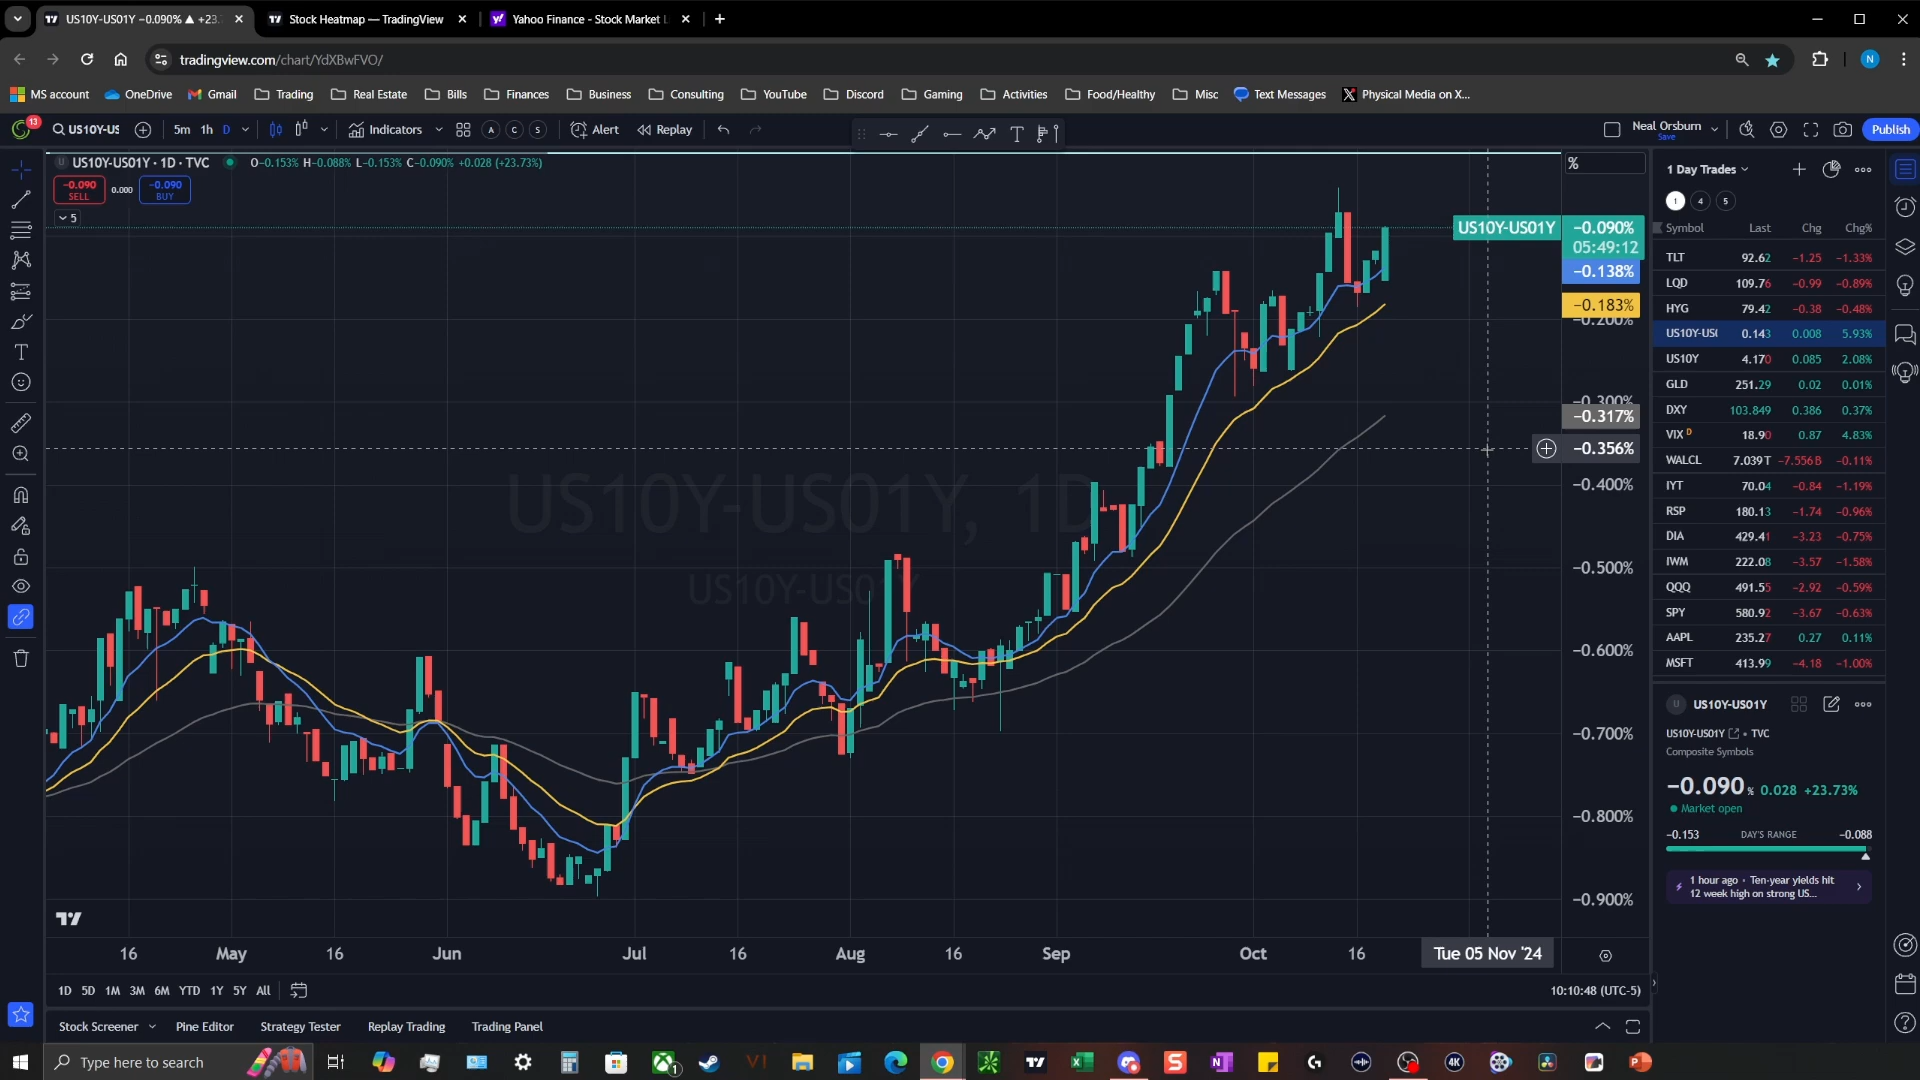 US10Y-US01Y −0.090% ▲ +23.
Stock Heatmap — TradingView
Yahoo Finance - Stock Market L
tradingview.com/chart/YdXBwFVO/
N
MS account
OneDrive
Gmail
Trading
Real Estate
Bills
Finances
Business
Consulting
YouTube
Discord
Gaming
Activities
Food/Healthy
Misc
Text Messages
Physical Media on X...
13
US10Y-US
5m 1h D
Indicators
A C S
Alert
Replay
Neal Orsburn
Save
Publish
US10Y-US01Y · 1D · TVC
O−0.153% H−0.088% L−0.153% C−0.090% +0.028 (+23.73%)
%
−0.090
SELL
0.000
−0.090
BUY
5
US10Y-US01Y
−0.090%
05:49:12
−0.138%
−0.183%
−0.200%
−0.300%
−0.317%
−0.356%
−0.400%
−0.500%
−0.600%
−0.700%
−0.800%
−0.900%
US10Y-US01Y, 1D
US10Y-US01Y
16 May 16 Jun Jul 16 Aug 16 Sep Oct 16
Tue 05 Nov '24
1D 5D 1M 3M 6M YTD 1Y 5Y All
10:10:48 (UTC-5)
Stock Screener
Pine Editor
Strategy Tester
Replay Trading
Trading Panel
1 Day Trades
1 4 5
Symbol Last Chg Chg%
TLT 92.62 −1.25 −1.33%
LQD 109.76 −0.99 −0.89%
HYG 79.42 −0.38 −0.48%
US10Y-US( 0.143 0.008 5.93%
US10Y 4.170 0.085 2.08%
GLD 251.29 0.02 0.01%
DXY 103.849 0.386 0.37%
VIX D 18.90 0.87 4.83%
WALCL 7.039T −7.556B −0.11%
IYT 70.04 −0.84 −1.19%
RSP 180.13 −1.74 −0.96%
DIA 429.41 −3.23 −0.75%
IWM 222.08 −3.57 −1.58%
QQQ 491.55 −2.92 −0.59%
SPY 580.92 −3.67 −0.63%
AAPL 235.27 0.27 0.11%
MSFT 413.99 −4.18 −1.00%
U US10Y-US01Y
US10Y-US01Y • TVC
Composite Symbols
−0.090 % 0.028 +23.73%
Market open
−0.153 DAY'S RANGE −0.088
1 hour ago • Ten-year yields hit
12 week high on strong US...
Type here to search